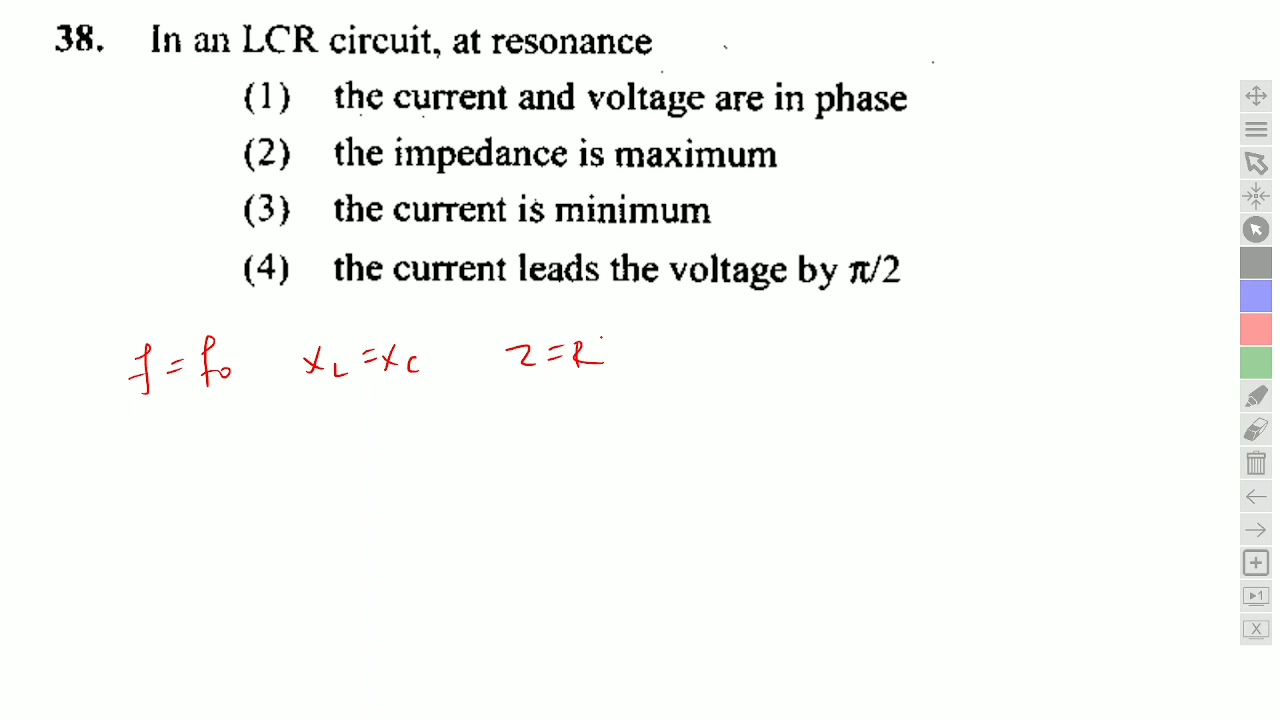 38. In an LCR circuit, at resonance
(1) the current and voltage are in phase
(2) the impedance is maximum
(3) the current is minimum
(4) the current leads the voltage by π/2
f = f₀ X_L = X_C Z = R